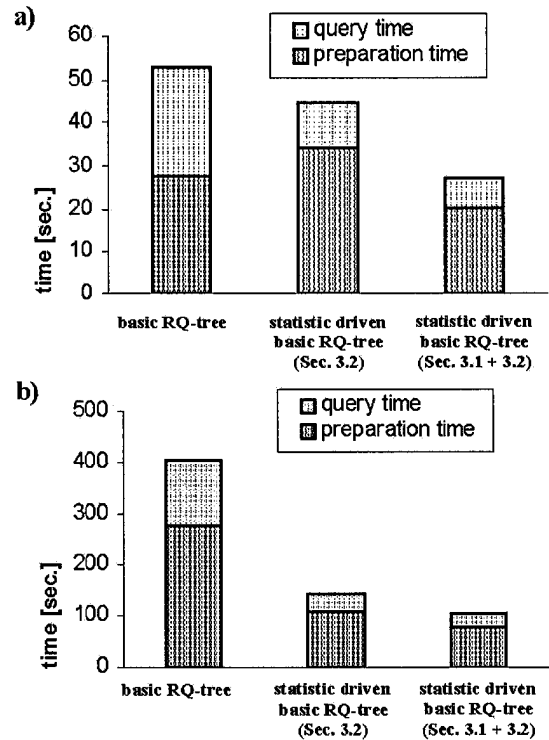 a)
query time
preparation time
60
50
40
30
20
10
0
time [sec.]
basic RQ-tree
statistic driven
basic RQ-tree
(Sec. 3.2)
statistic driven
basic RQ-tree
(Sec. 3.1 + 3.2)
b)
query time
preparation time
500
400
300
200
100
0
time [sec.]
basic RQ-tree
statistic driven
basic RQ-tree
(Sec. 3.2)
statistic driven
basic RQ-tree
(Sec. 3.1 + 3.2)